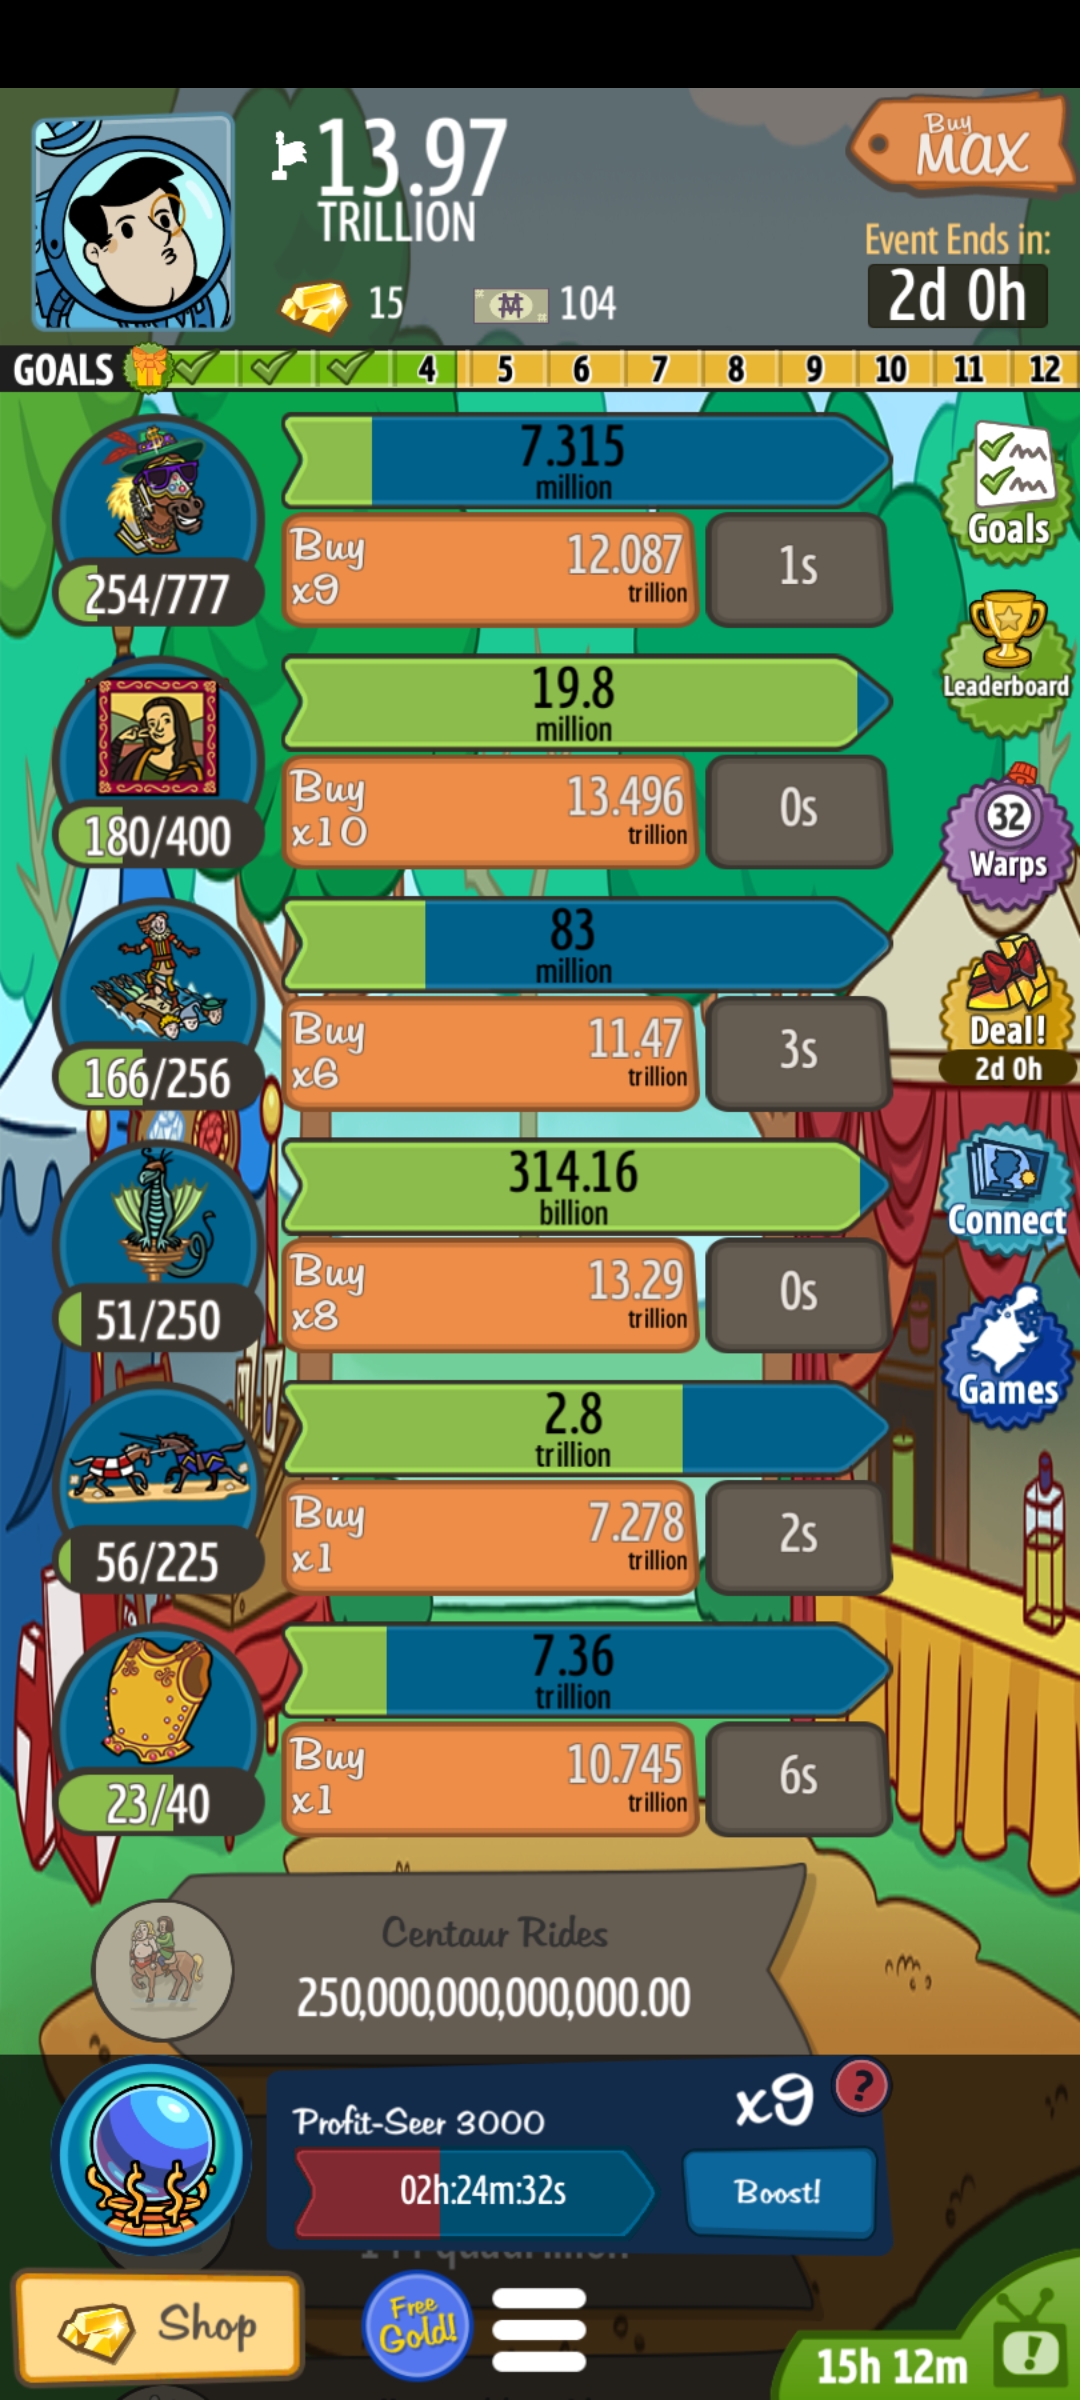 13.97
TRILLION
Buy
MAX
Event Ends in:
2d 0h
15
104
GOALS 4 5 6 7 8 9 10 11 12
7.315
million
Buy
x9
12.087
trillion
1s
254/777
Goals
19.8
million
Buy
x10
13.496
trillion
0s
180/400
Leaderboard
32
Warps
83
million
Buy
x6
11.47
trillion
3s
166/256
Deal!
2d 0h
314.16
billion
Buy
x8
13.29
trillion
0s
51/250
Connect
Games
2.8
trillion
Buy
x1
7.278
trillion
2s
56/225
7.36
trillion
Buy
x1
10.745
trillion
6s
23/40
Centaur Rides
250,000,000,000,000.00
Profit-Seer 3000
x9
?
02h:24m:32s
Boost!
Shop
Free
Gold!
15h 12m